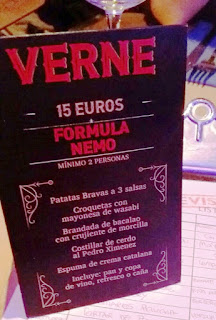 VERNE
15 EUROS
FORMULA
NEMO
MÍNIMO 2 PERSONAS
Patatas Bravas a 3 salsas
Croquetas con
mayonesa de wasabi
Brandada de bacalao
con crujiente de morcilla
Costillar de cerdo
al Pedro Ximenez
Espuma de crema catalana
Incluye: pan y copa
de vino, refresco o caña